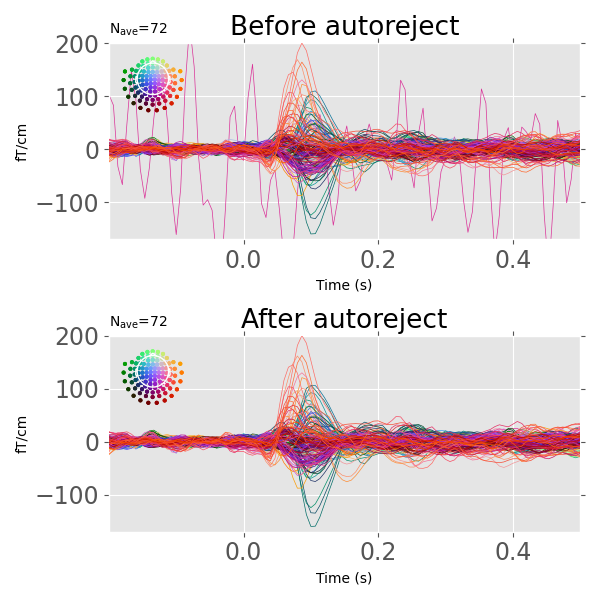 Before autoreject
Nave=72
200
100
0
−100
fT/cm
0.0 0.2 0.4
Time (s)
After autoreject
Nave=72
200
100
0
−100
fT/cm
0.0 0.2 0.4
Time (s)